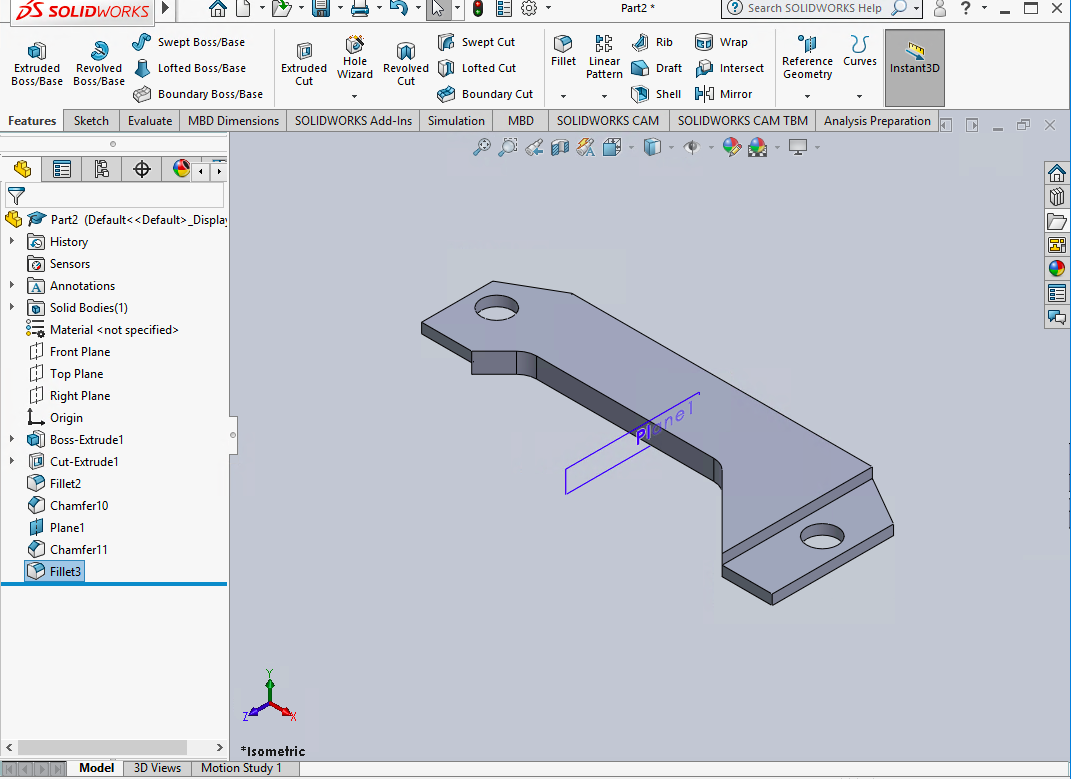 SOLIDWORKS
Part2 *
Search SOLIDWORKS Help
?
Extruded Boss/Base
Revolved Boss/Base
Swept Boss/Base
Lofted Boss/Base
Boundary Boss/Base
Extruded Cut
Hole Wizard
Revolved Cut
Swept Cut
Lofted Cut
Boundary Cut
Fillet
Linear Pattern
Rib
Draft
Shell
Wrap
Intersect
Mirror
Reference Geometry
Curves
Instant3D
Features
Sketch
Evaluate
MBD Dimensions
SOLIDWORKS Add-Ins
Simulation
MBD
SOLIDWORKS CAM
SOLIDWORKS CAM TBM
Analysis Preparation
Part2 (Default<<Default>_Display
History
Sensors
Annotations
Solid Bodies(1)
Material <not specified>
Front Plane
Top Plane
Right Plane
Origin
Boss-Extrude1
Cut-Extrude1
Fillet2
Chamfer10
Plane1
Chamfer11
Fillet3
Plane1
Y
Z
X
*Isometric
Model
3D Views
Motion Study 1